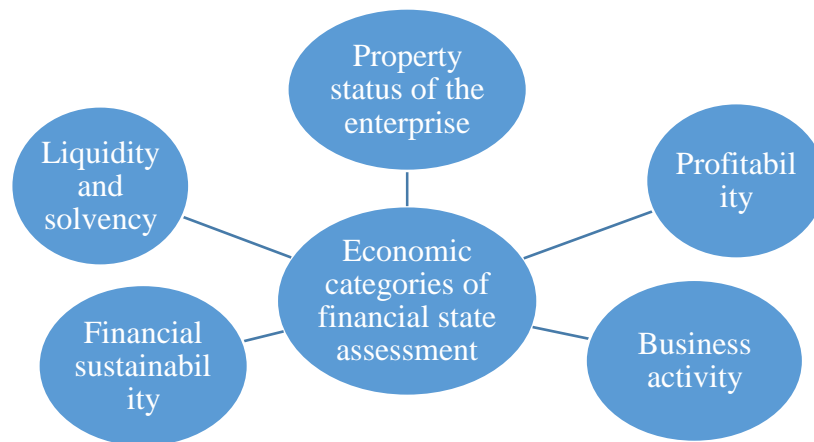 Property
status of the
enterprise
Liquidity
and
solvency
Profitabil
ity
Economic
categories of
financial state
assessment
Financial
sustainabil
ity
Business
activity